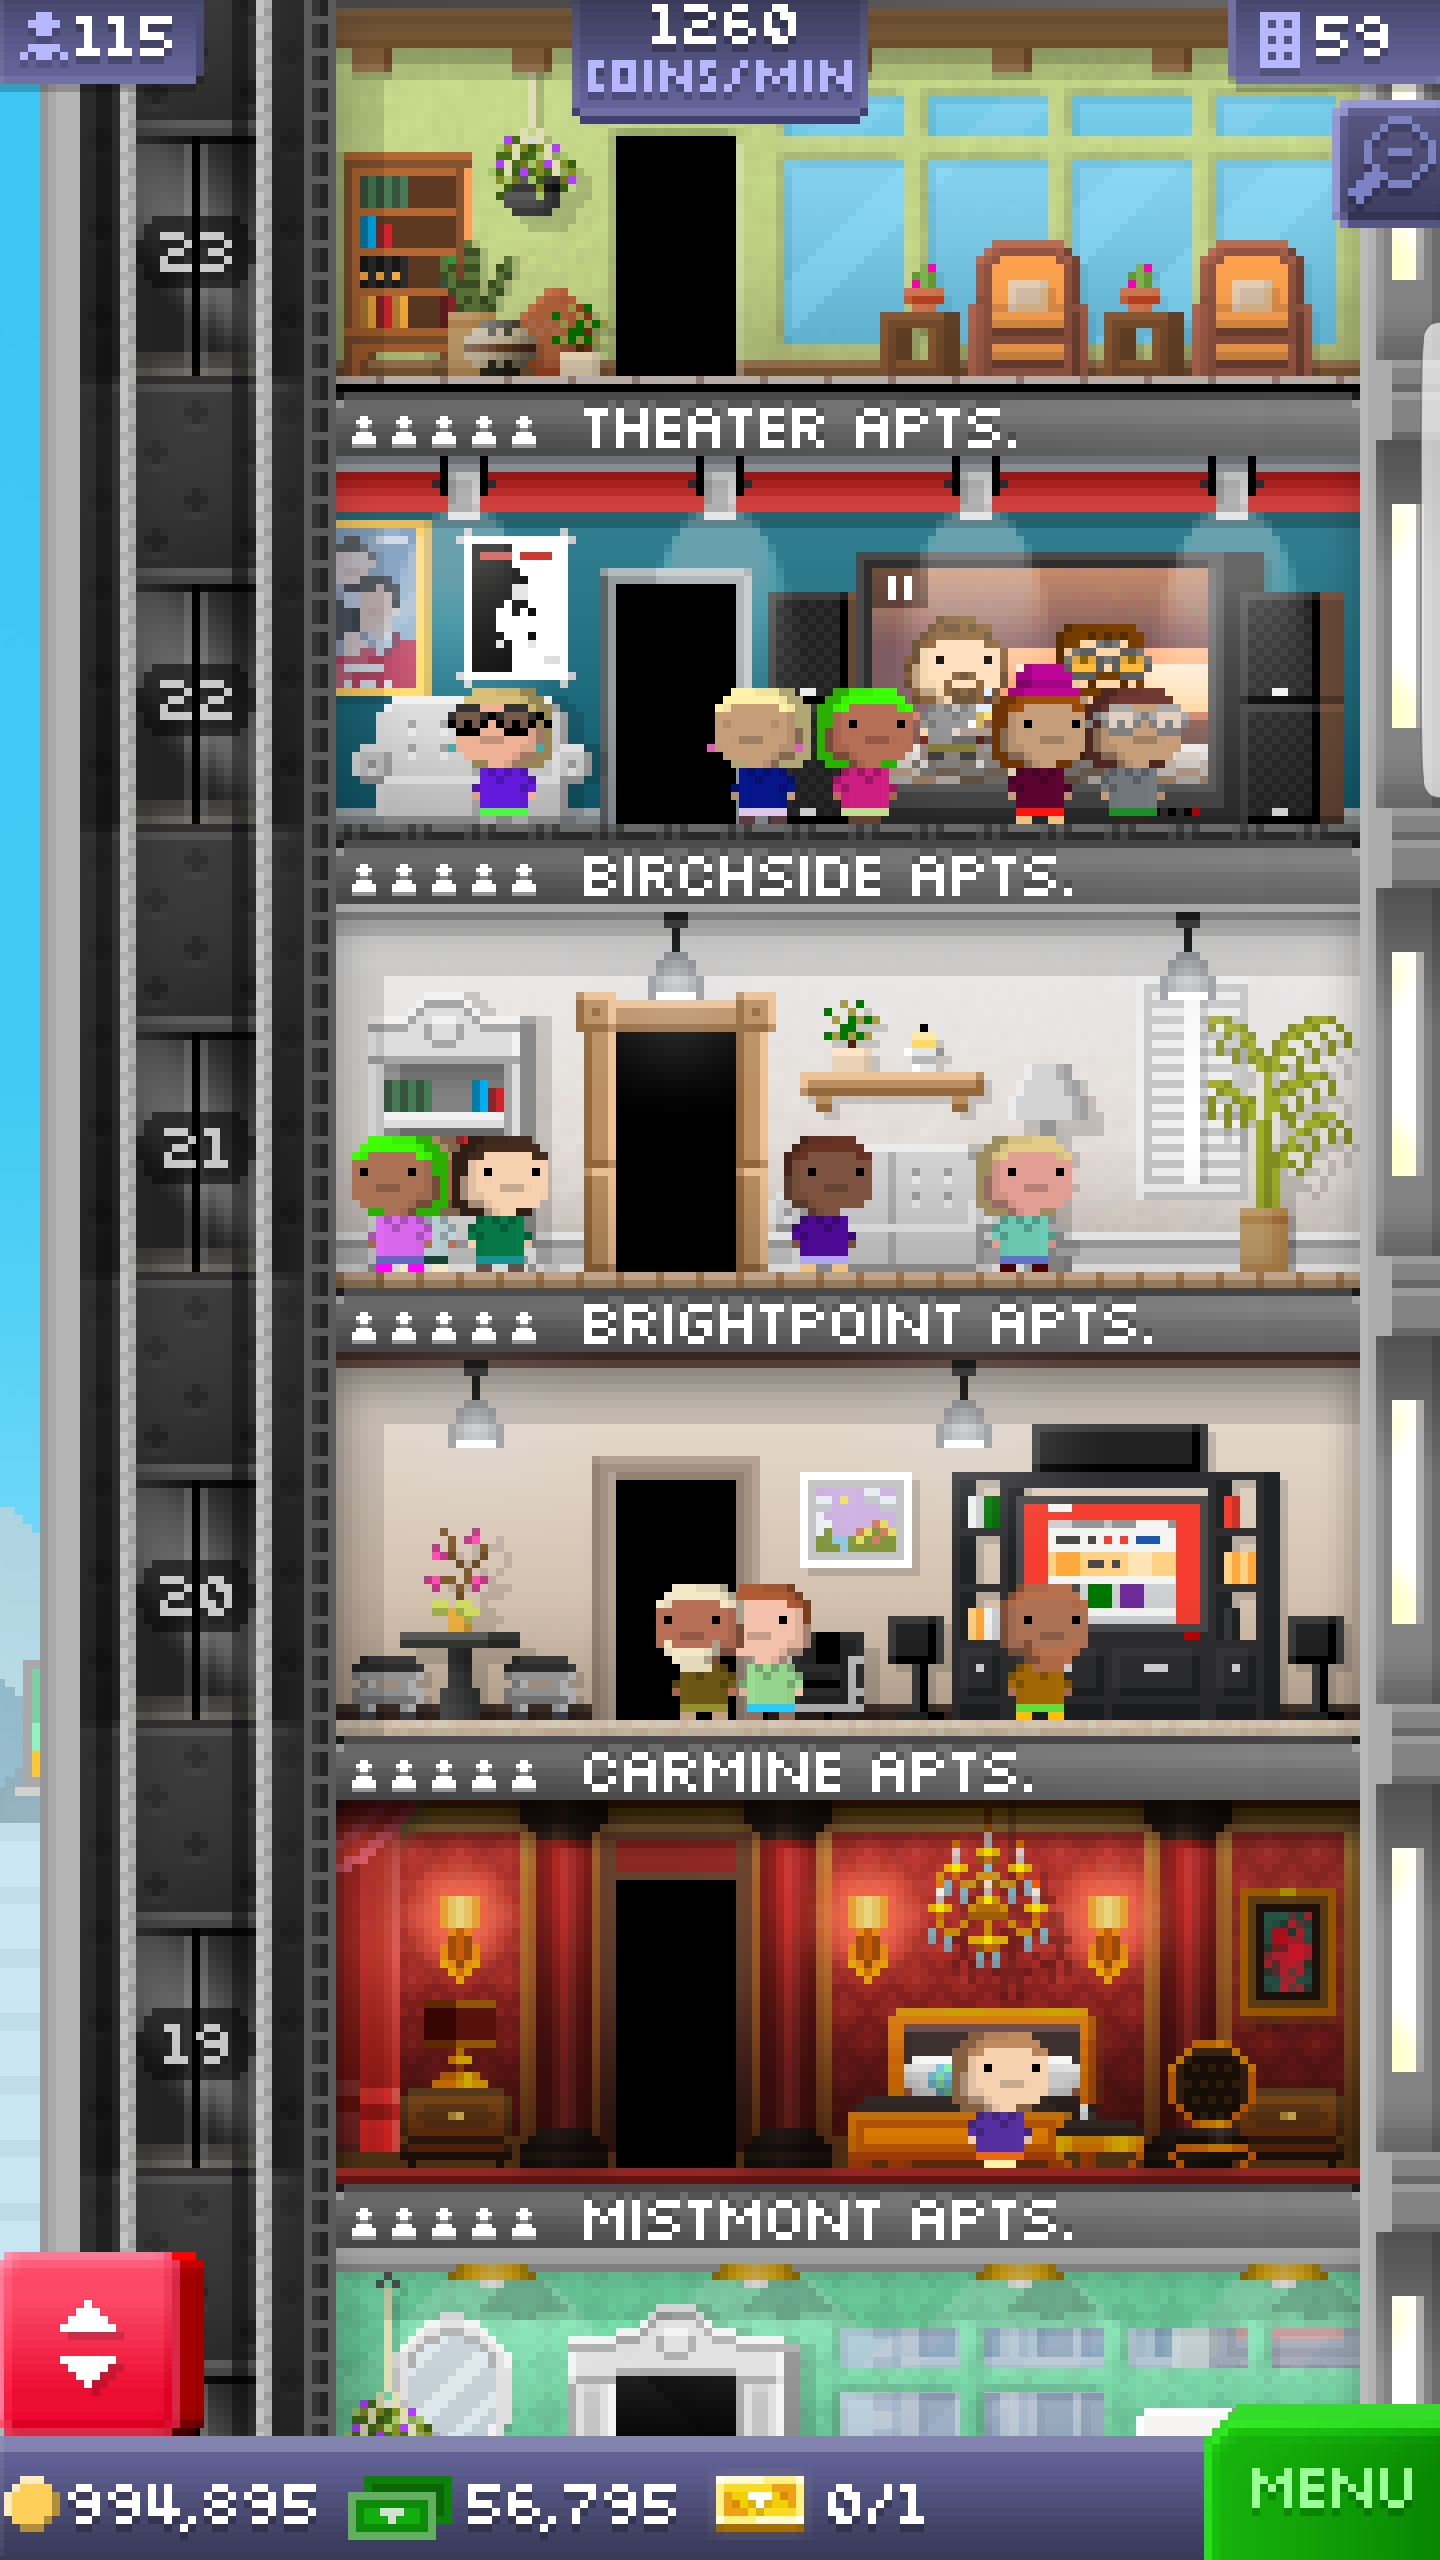 115
1260
COINS/MIN
59
23
THEATER APTS.
22
BIRCHSIDE APTS.
21
BRIGHTPOINT APTS.
20
CARMINE APTS.
19
MISTMONT APTS.
994,895
56,795
0/1
MENU